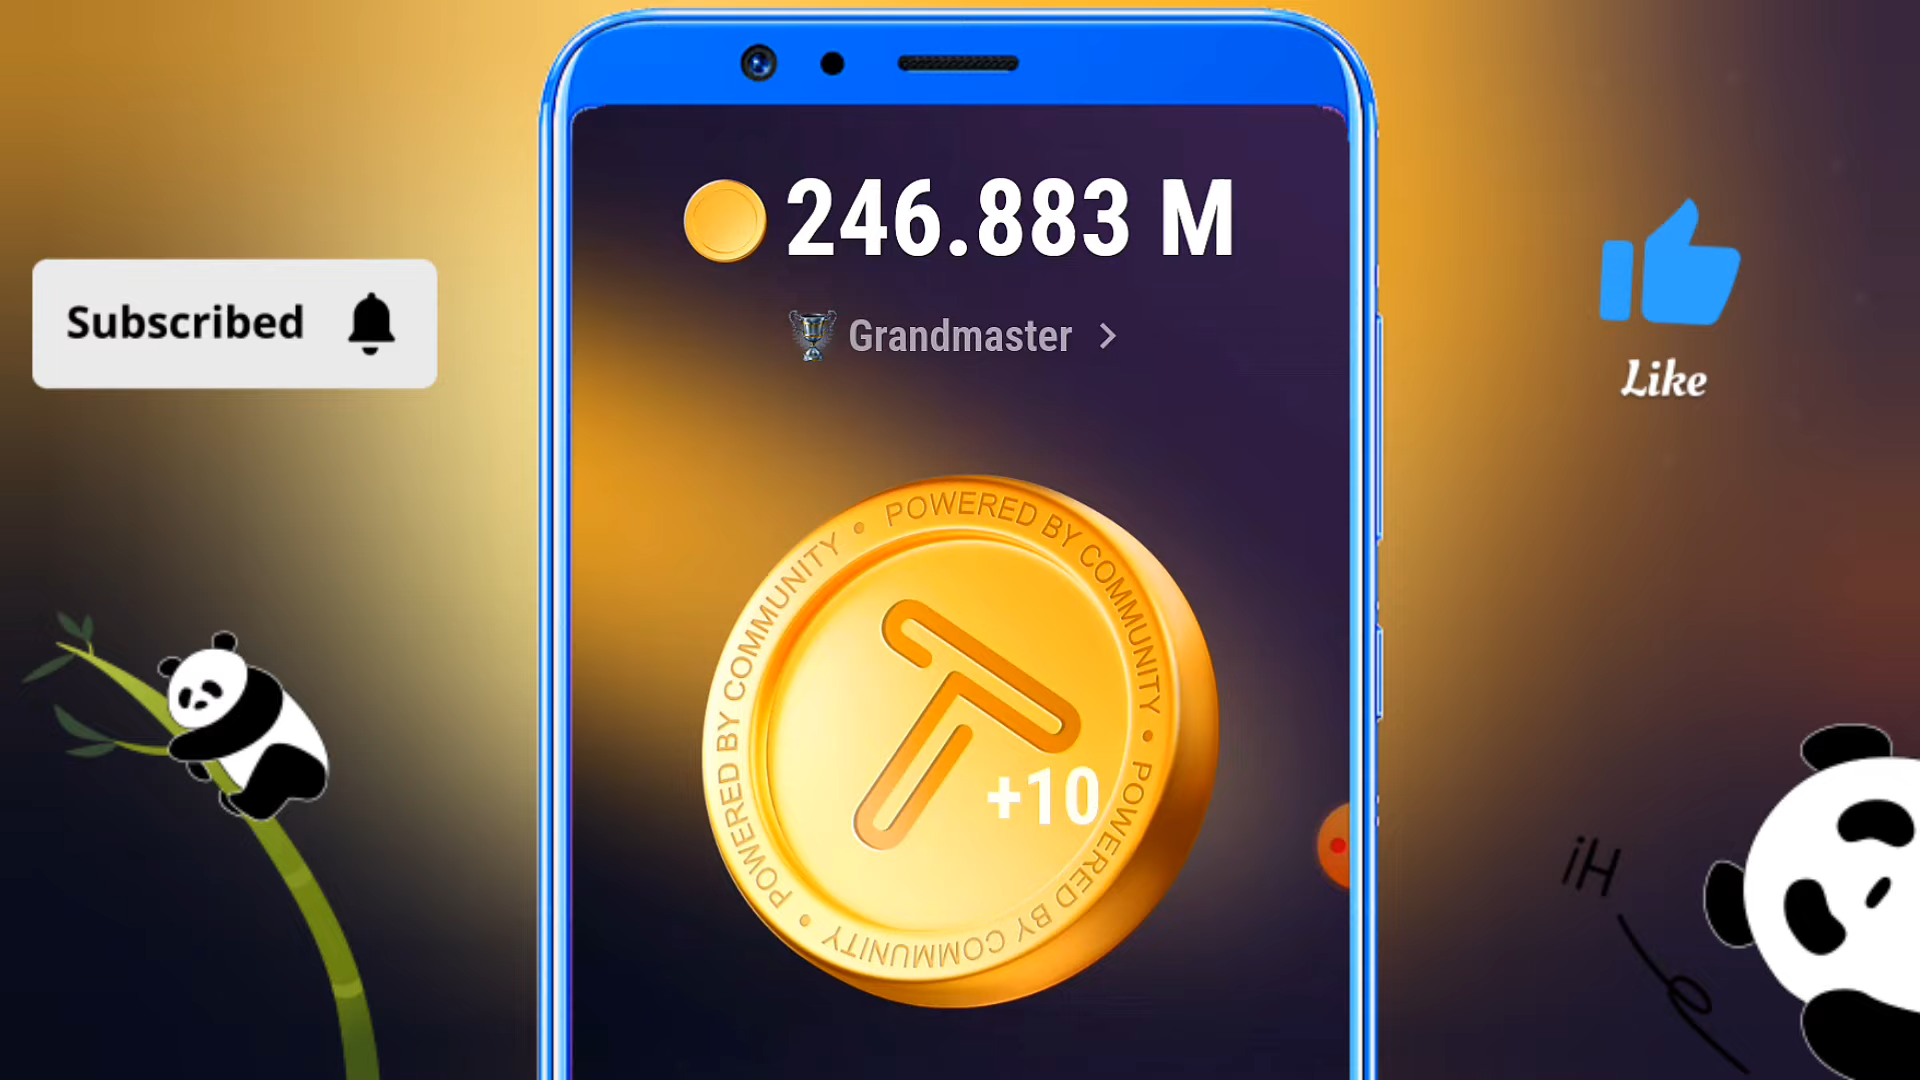 246.883 M
Grandmaster
Subscribed
Like
POWERED BY COMMUNITY • POWERED BY COMMUNITY • POWERED BY COMMUNITY •
+10
iH